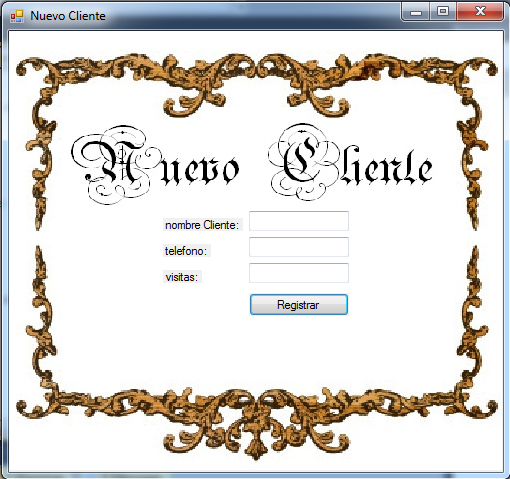 Nuevo Cliente
Nuevo Cliente
nombre Cliente:
telefono:
visitas:
Registrar